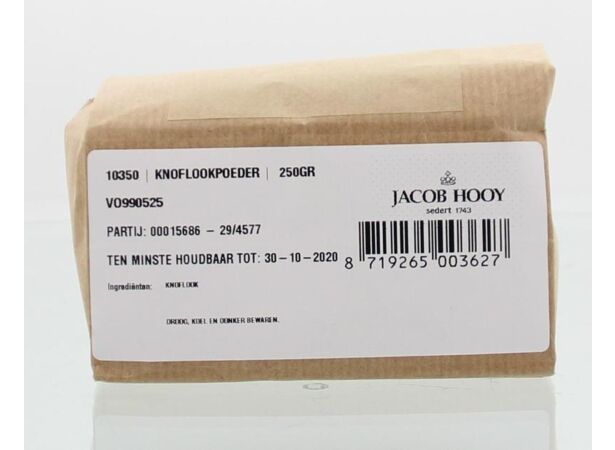 10350 | KNOFLOOKPOEDER | 250GR
VO990525
PARTIJ: 00015686 - 29/4577
TEN MINSTE HOUDBAAR TOT: 30-10-2020
Ingrediënten: KNOFLOOK
DROOG, KOEL EN DONKER BEWAREN.
JACOB HOOY
sedert 1743
8 719265 003627